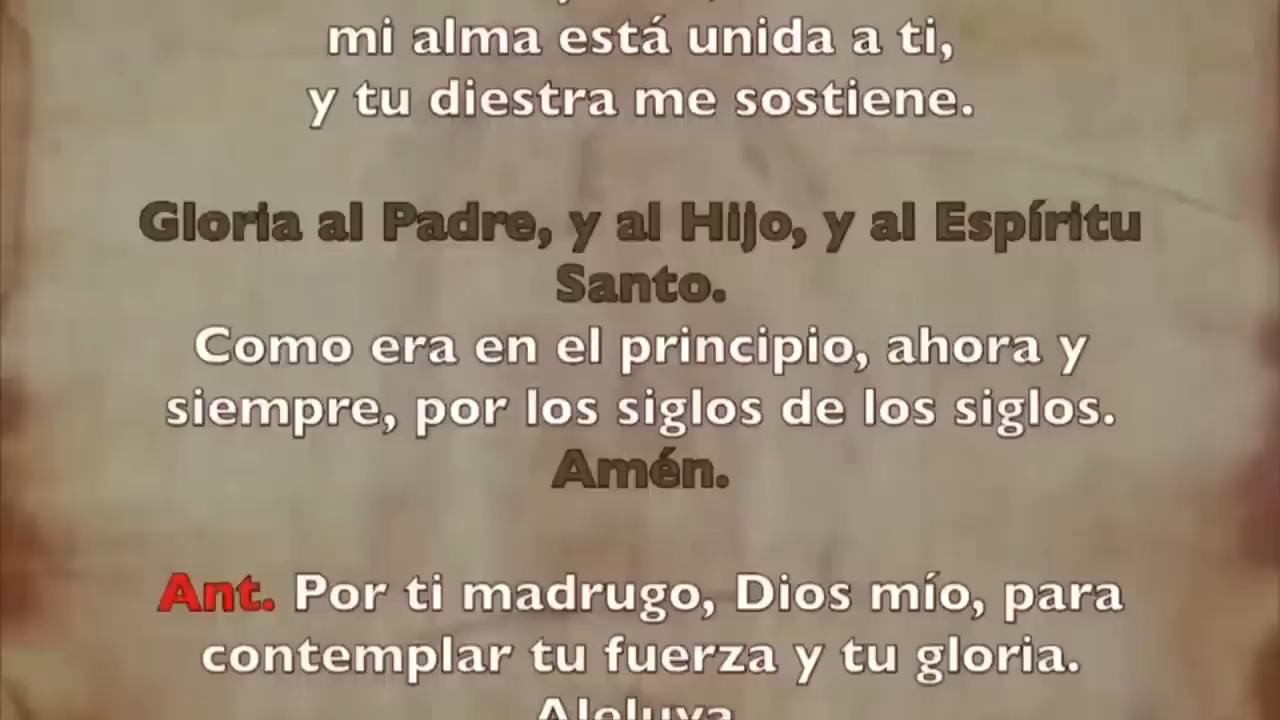 mi alma está unida a ti,
y tu diestra me sostiene.
Gloria al Padre, y al Hijo, y al Espíritu
Santo.
Como era en el principio, ahora y
siempre, por los siglos de los siglos.
Amén.
Ant. Por ti madrugo, Dios mío, para
contemplar tu fuerza y tu gloria.
Aleluya